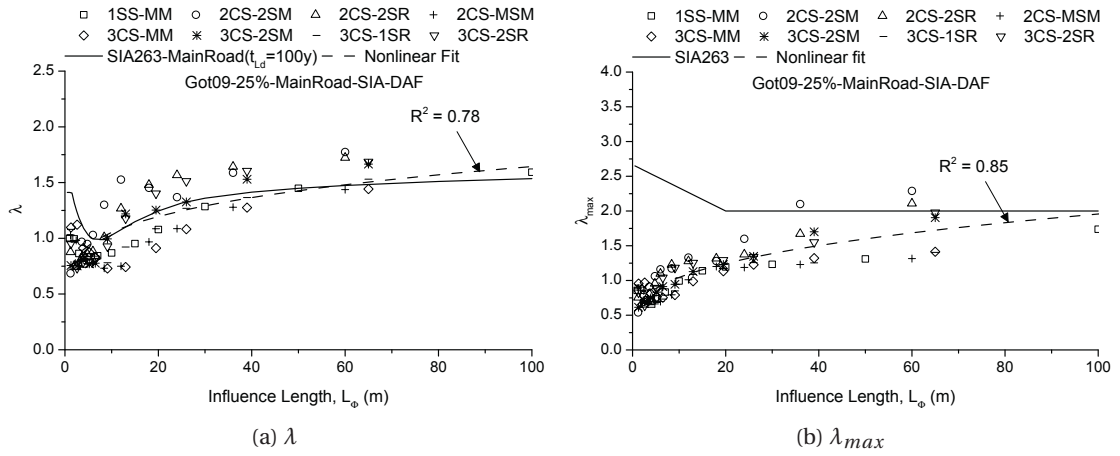 1SS-MM 2CS-2SM 2CS-2SR 2CS-MSM
3CS-MM 3CS-2SM 3CS-1SR 3CS-2SR
SIA263-MainRoad(t_Ld=100y) Nonlinear Fit
Got09-25%-MainRoad-SIA-DAF
R² = 0.78
2.5
2.0
1.5
1.0
0.5
0.0
λ
0 20 40 60 80 100
Influence Length, L_Φ (m)
(a) λ
1SS-MM 2CS-2SM 2CS-2SR 2CS-MSM
3CS-MM 3CS-2SM 3CS-1SR 3CS-2SR
SIA263 Nonlinear fit
Got09-25%-MainRoad-SIA-DAF
R² = 0.85
4.0
3.5
3.0
2.5
2.0
1.5
1.0
0.5
0.0
λ_max
0 20 40 60 80 100
Influence Length, L_Φ (m)
(b) λ_max